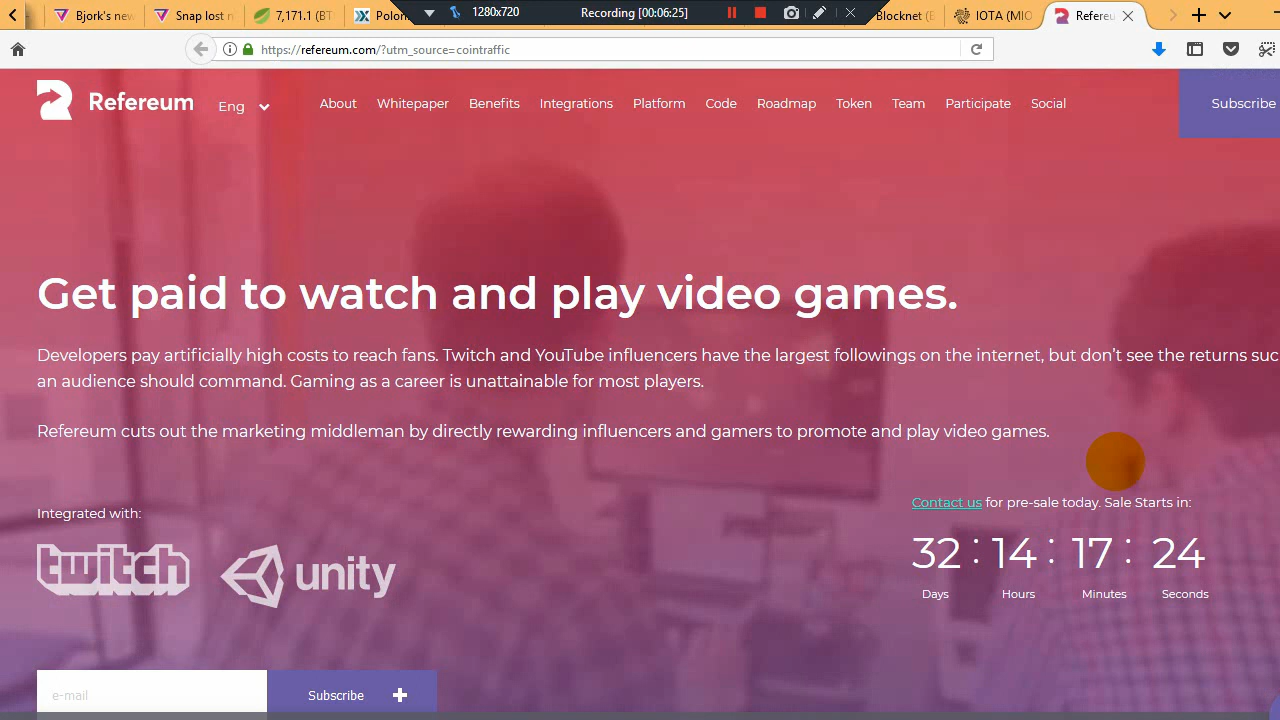 Bjork's new
Snap lost n
7,171.1 (BT
Polon
1280x720
Recording [00:06:25]
Blocknet (B
IOTA (MIO
Refereu
https://refereum.com/?utm_source=cointraffic
Refereum
Eng
About
Whitepaper
Benefits
Integrations
Platform
Code
Roadmap
Token
Team
Participate
Social
Subscribe
Get paid to watch and play video games.
Developers pay artificially high costs to reach fans. Twitch and YouTube influencers have the largest followings on the internet, but don't see the returns suc
an audience should command. Gaming as a career is unattainable for most players.
Refereum cuts out the marketing middleman by directly rewarding influencers and gamers to promote and play video games.
Contact us for pre-sale today. Sale Starts in:
Integrated with:
32 : 14 : 17 : 24
twitch
unity
Days Hours Minutes Seconds
e-mail
Subscribe +